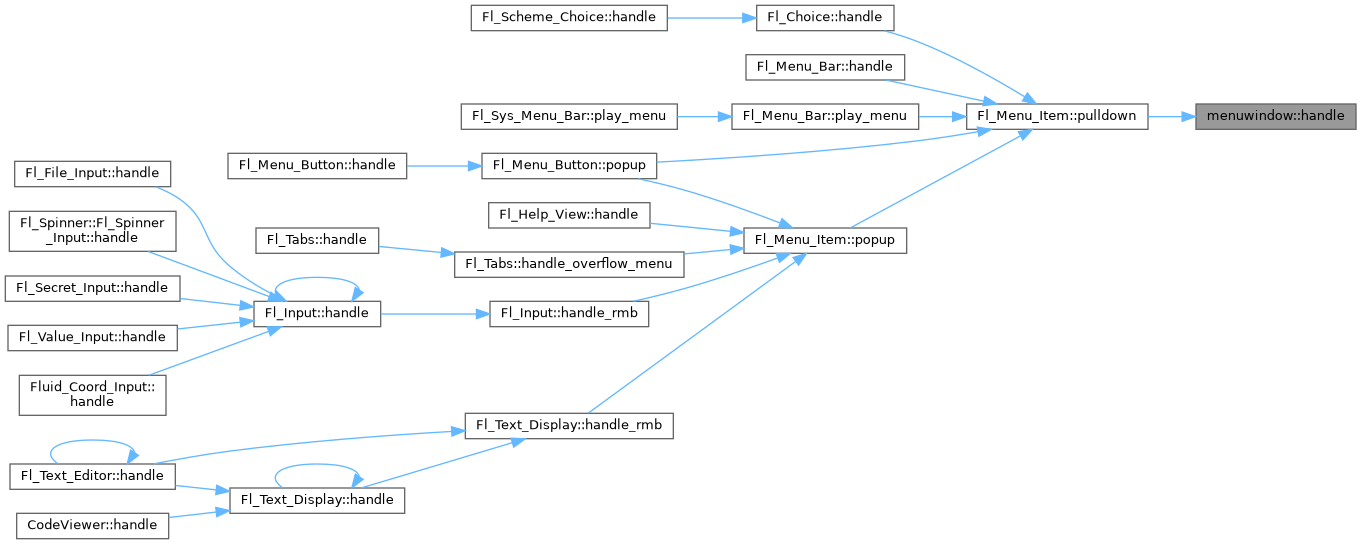 Fl_Scheme_Choice::handle
Fl_Choice::handle
Fl_Menu_Bar::handle
Fl_Sys_Menu_Bar::play_menu
Fl_Menu_Bar::play_menu
Fl_Menu_Item::pulldown
menuwindow::handle
Fl_Menu_Button::handle
Fl_Menu_Button::popup
Fl_File_Input::handle
Fl_Help_View::handle
Fl_Spinner::Fl_Spinner
_Input::handle
Fl_Tabs::handle
Fl_Menu_Item::popup
Fl_Tabs::handle_overflow_menu
Fl_Secret_Input::handle
Fl_Input::handle
Fl_Input::handle_rmb
Fl_Value_Input::handle
Fluid_Coord_Input::
handle
Fl_Text_Display::handle_rmb
Fl_Text_Editor::handle
Fl_Text_Display::handle
CodeViewer::handle